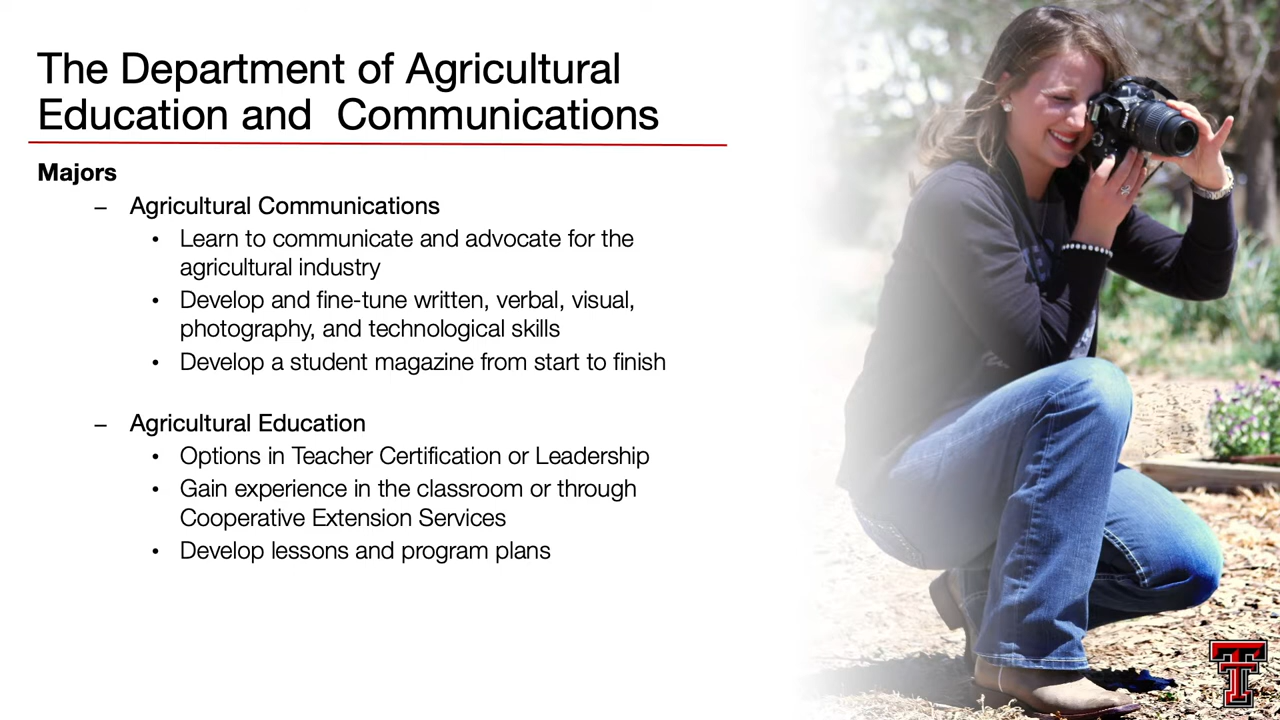 The Department of Agricultural
Education and  Communications
Majors
– Agricultural Communications
• Learn to communicate and advocate for the
agricultural industry
• Develop and fine-tune written, verbal, visual,
photography, and technological skills
• Develop a student magazine from start to finish
– Agricultural Education
• Options in Teacher Certification or Leadership
• Gain experience in the classroom or through
Cooperative Extension Services
• Develop lessons and program plans